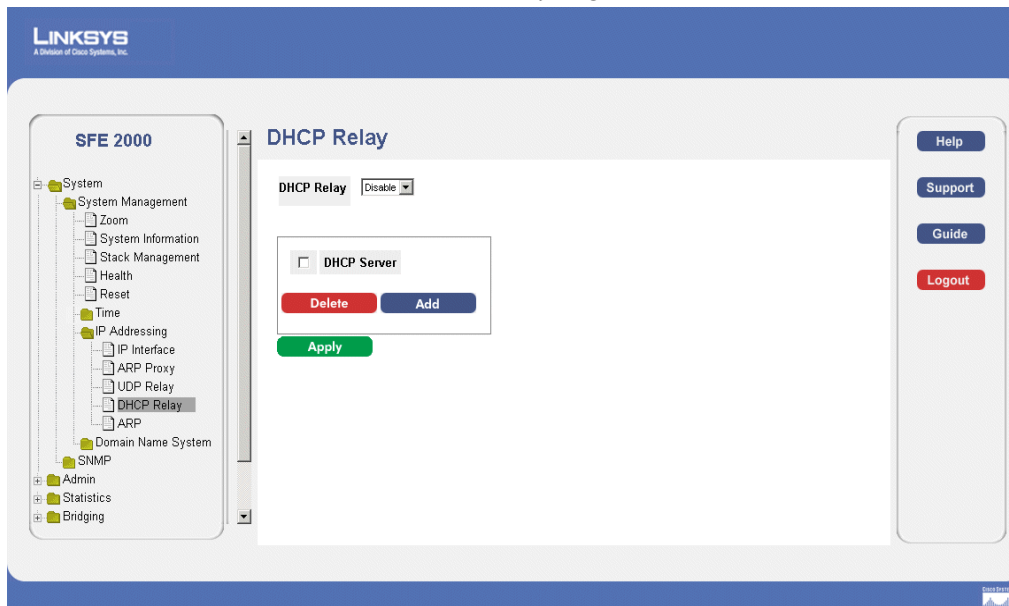 LINKSYS
A Division of Cisco Systems, Inc.
SFE 2000
System
System Management
Zoom
System Information
Stack Management
Health
Reset
Time
IP Addressing
IP Interface
ARP Proxy
UDP Relay
DHCP Relay
ARP
Domain Name System
SNMP
Admin
Statistics
Bridging
DHCP Relay
DHCP Relay Disable
DHCP Server
Delete Add
Apply
Help
Support
Guide
Logout